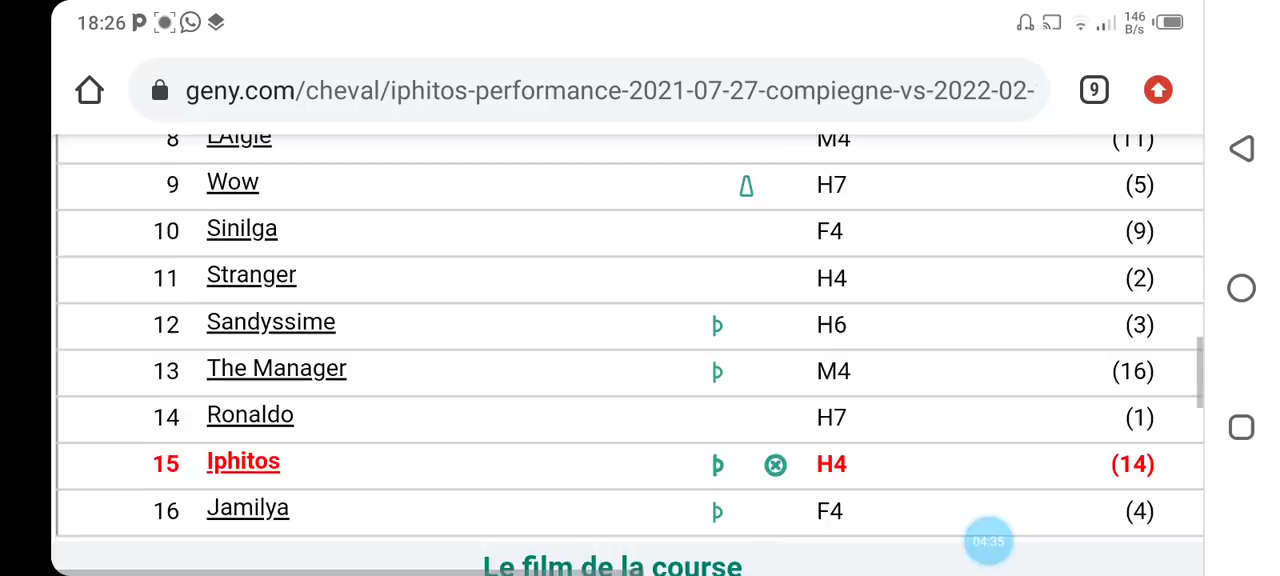 18:26 P 146 B/s
geny.com/cheval/iphitos-performance-2021-07-27-compiegne-vs-2022-02- 9
8 L'Aigle M4 (11)
9 Wow H7 (5)
10 Sinilga F4 (9)
11 Stranger H4 (2)
12 Sandyssime H6 (3)
13 The Manager M4 (16)
14 Ronaldo H7 (1)
15 Iphitos H4 (14)
16 Jamilya F4 (4)
04:35
Le film de la course